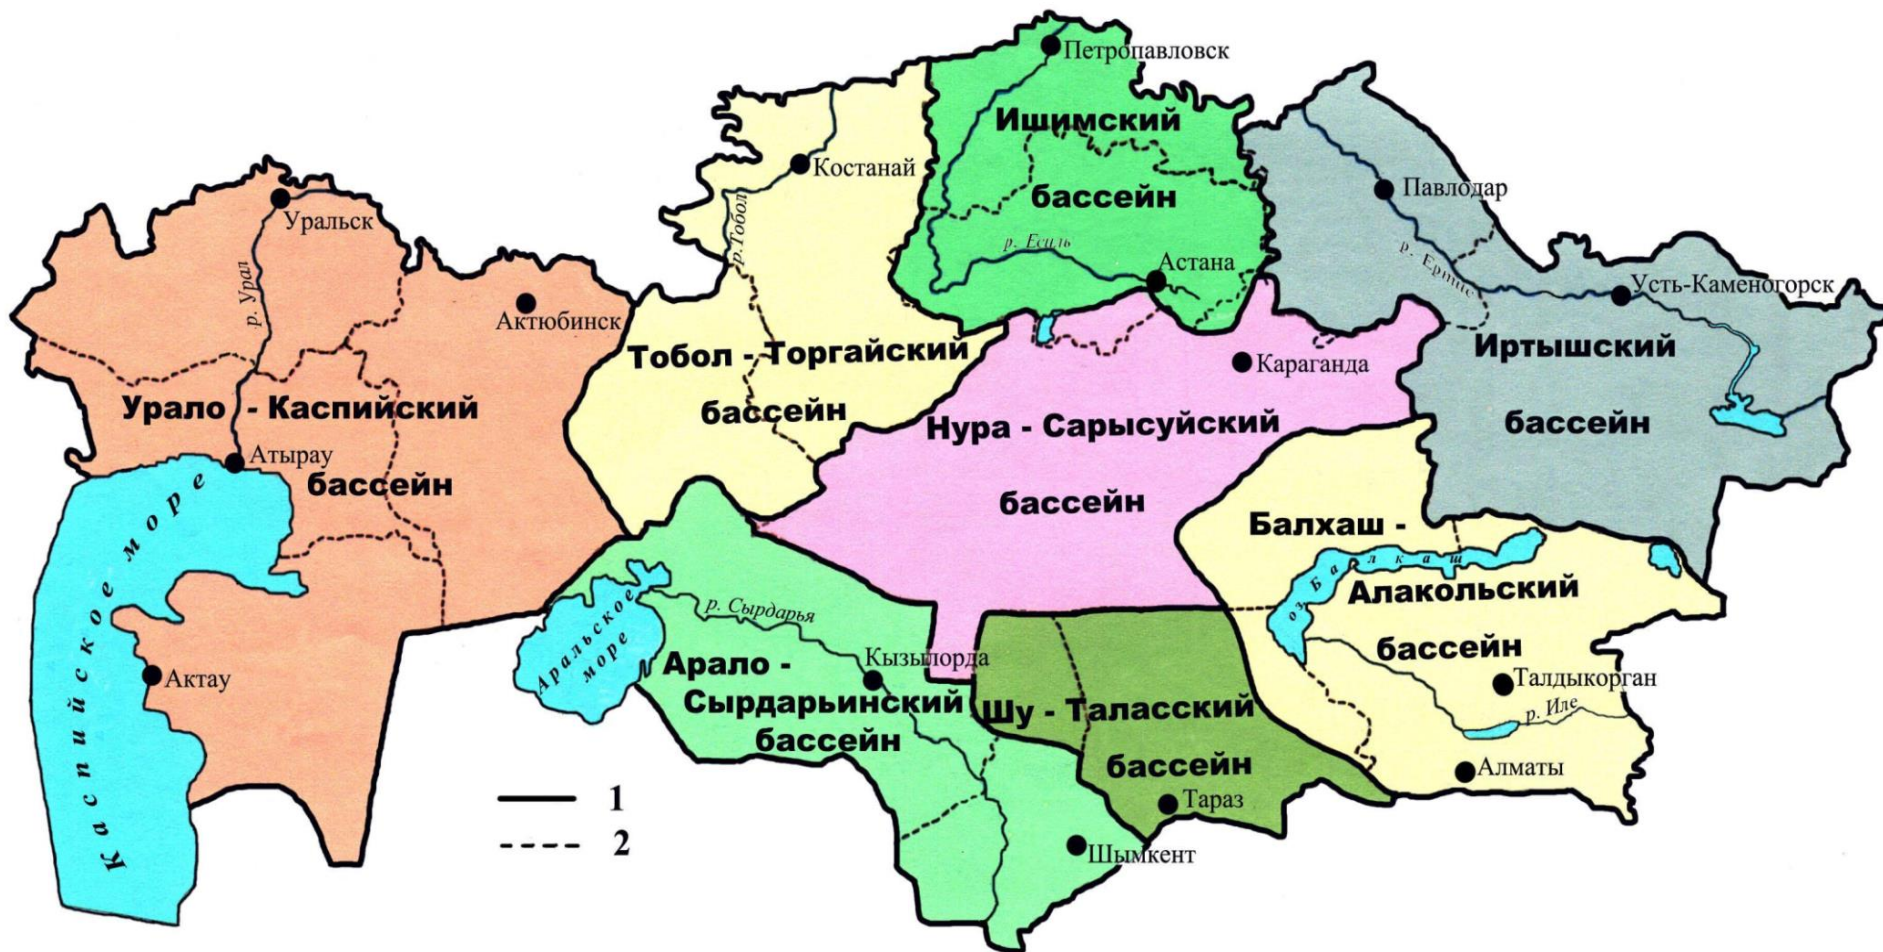 Петропавловск
Ишимский
бассейн
р. Есиль
Астана
Костанай
р.Тобол
Тобол - Торгайский
бассейн
Павлодар
р. Ертис
Усть-Каменогорск
Иртышский
бассейн
Уральск
р. Урал
Актюбинск
Урало - Каспийский
бассейн
Атырау
Каспийское море
Актау
Караганда
Нура - Сарысуйский
бассейн
Балхаш -
Алакольский
бассейн
оз. Балкаш
Талдыкорган
р. Иле
Алматы
Аральское
море
р. Сырдарья
Кызылорда
Арало -
Сырдарьинский
бассейн
Шу - Таласский
бассейн
Тараз
Шымкент
1
2